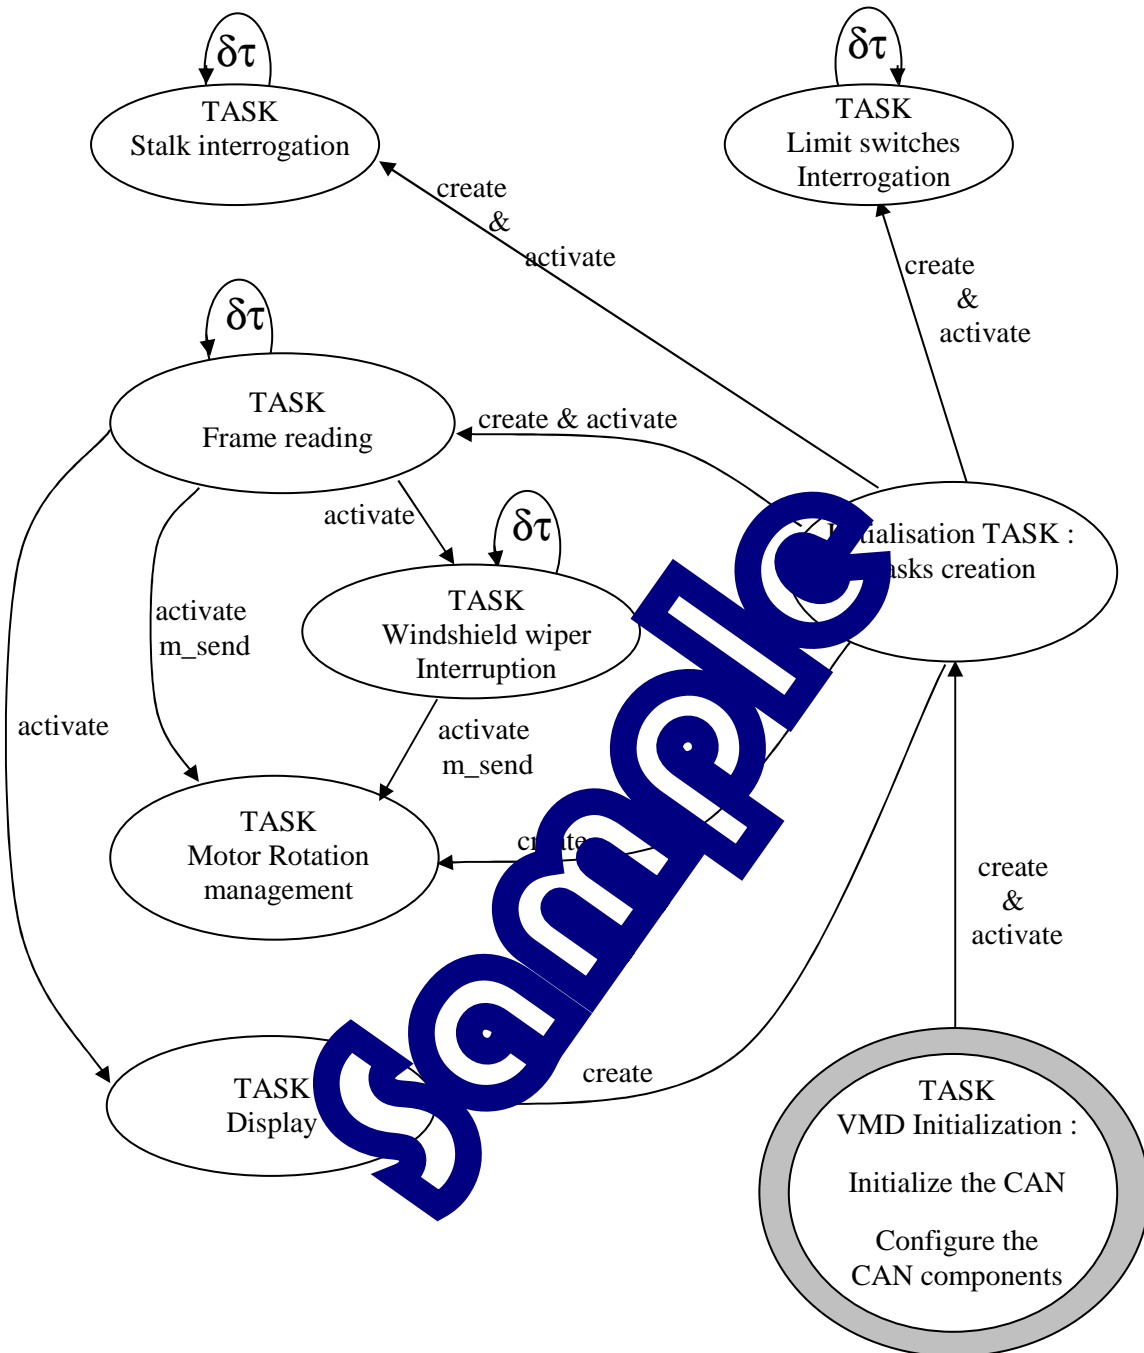 δτ
TASK
Stalk interrogation
δτ
TASK
Limit switches
Interrogation
create
&
activate
create
&
activate
δτ
TASK
Frame reading
create & activate
activate
δτ
TASK
Windshield wiper
Interruption
TASK :
creation
activate
m_send
activate
activate
m_send
TASK
Motor Rotation
management
create
&
activate
TASK
Display
create
TASK
VMD Initialization :
Initialize the CAN
Configure the
CAN components
Sample